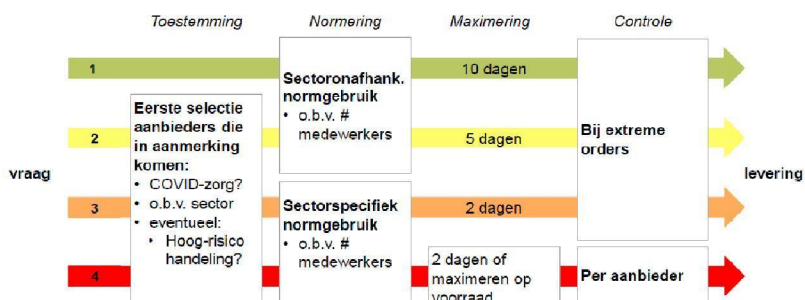 Toestemming
Normering
Maximering
Controle
1
Sectoronafhank.
normgebruik
• o.b.v. #
medewerkers
10 dagen
Eerste selectie
aanbieders die
in aanmerking
komen:
• COVID-zorg?
• o.b.v. sector
• eventueel:
• Hoog-risico
handeling?
2
5 dagen
Bij extreme
orders
vraag
levering
3
Sectorspecifiek
normgebruik
• o.b.v. #
medewerkers
2 dagen
4
2 dagen of
maximeren op
voorraad
Per aanbieder